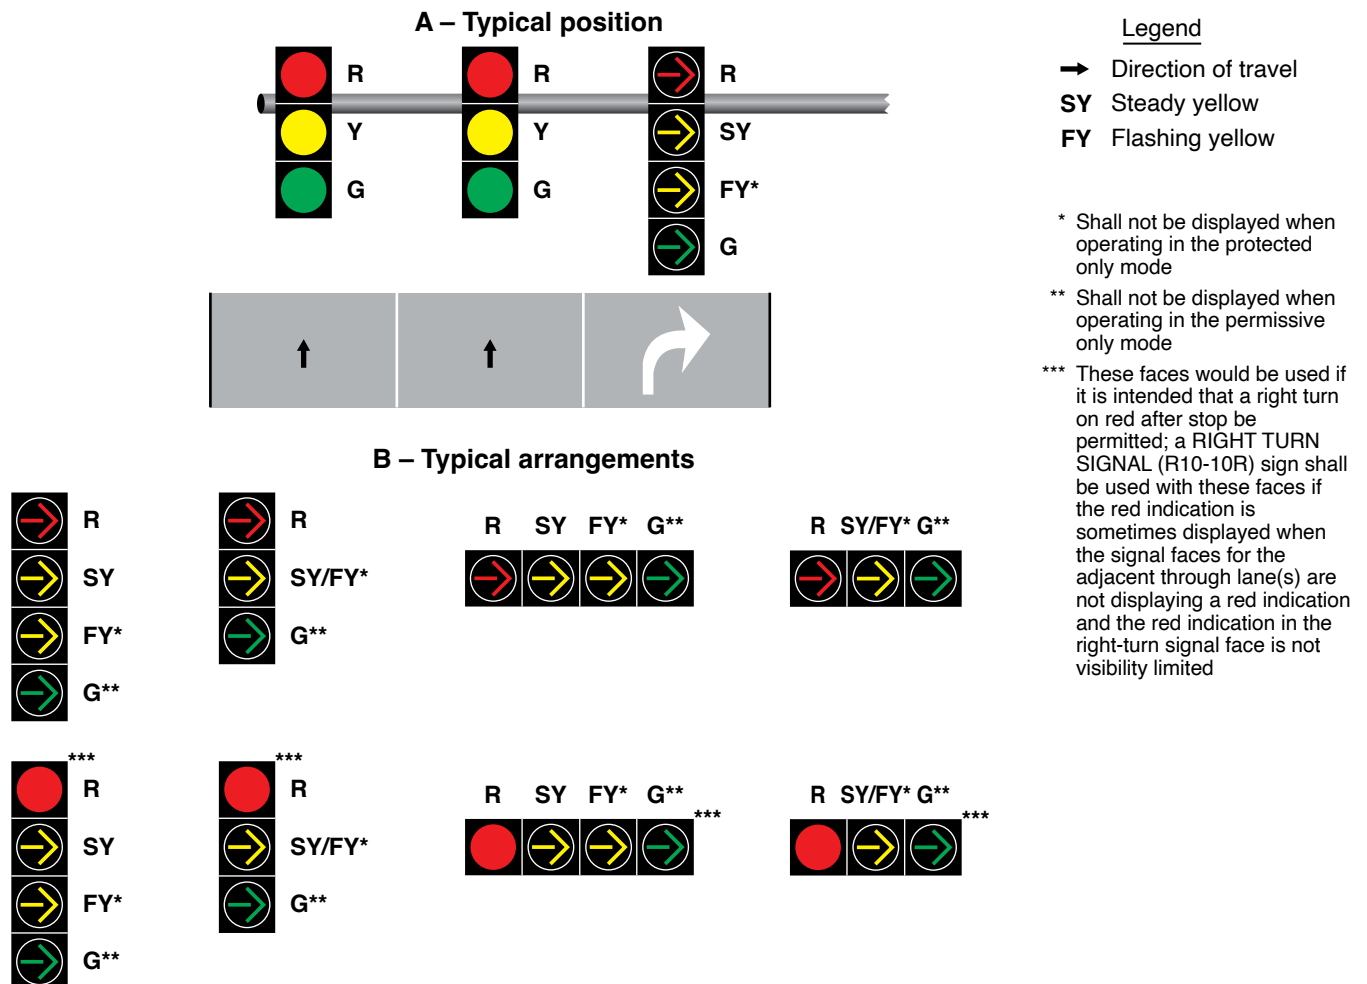 A – Typical position
R
Y
G
R
Y
G
R
SY
FY*
G
Legend
Direction of travel
SY Steady yellow
FY Flashing yellow
* Shall not be displayed when
operating in the protected
only mode
** Shall not be displayed when
operating in the permissive
only mode
*** These faces would be used if
it is intended that a right turn
on red after stop be
permitted; a RIGHT TURN
SIGNAL (R10-10R) sign shall
be used with these faces if
the red indication is
sometimes displayed when
the signal faces for the
adjacent through lane(s) are
not displaying a red indication
and the red indication in the
right-turn signal face is not
visibility limited
B – Typical arrangements
R
SY
FY*
G**
R
SY/FY*
G**
R SY FY* G**
R SY/FY* G**
***
R
SY
FY*
G**
***
R
SY/FY*
G**
R SY FY* G**
***
R SY/FY* G**
***